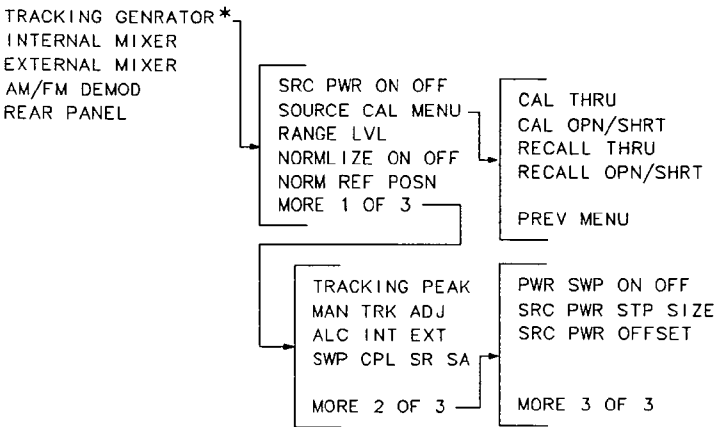 TRACKING GENRATOR*
INTERNAL MIXER
EXTERNAL MIXER
AM/FM DEMOD
REAR PANEL
SRC PWR ON OFF
SOURCE CAL MENU
RANGE LVL
NORMLIZE ON OFF
NORM REF POSN
MORE 1 OF 3
CAL THRU
CAL OPN/SHRT
RECALL THRU
RECALL OPN/SHRT
PREV MENU
TRACKING PEAK
MAN TRK ADJ
ALC INT EXT
SWP CPL SR SA
MORE 2 OF 3
PWR SWP ON OFF
SRC PWR STP SIZE
SRC PWR OFFSET
MORE 3 OF 3